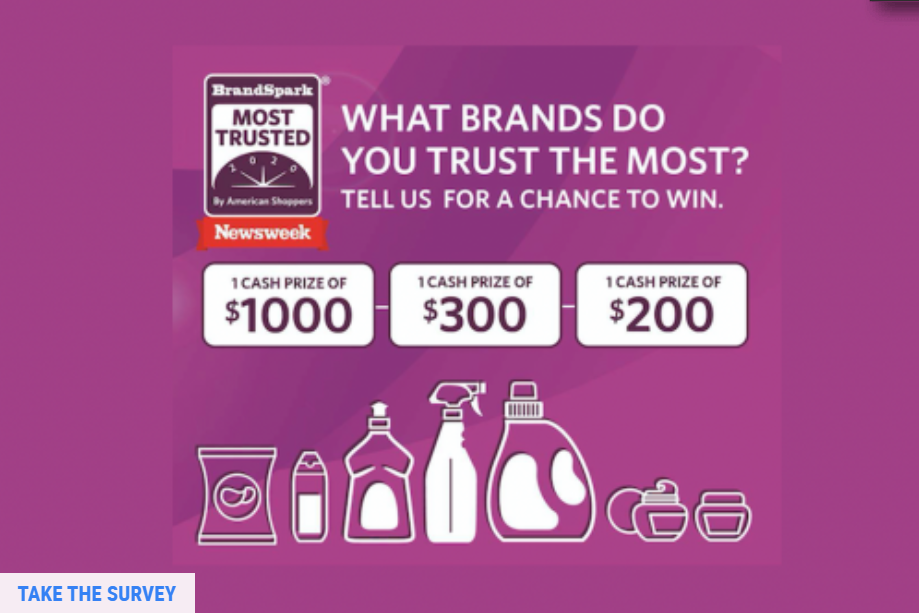 BrandSpark®
MOST
TRUSTED
2020
By American Shoppers
Newsweek
WHAT BRANDS DO
YOU TRUST THE MOST?
TELL US FOR A CHANCE TO WIN.
1 CASH PRIZE OF
$1000
1 CASH PRIZE OF
$300
1 CASH PRIZE OF
$200
TAKE THE SURVEY